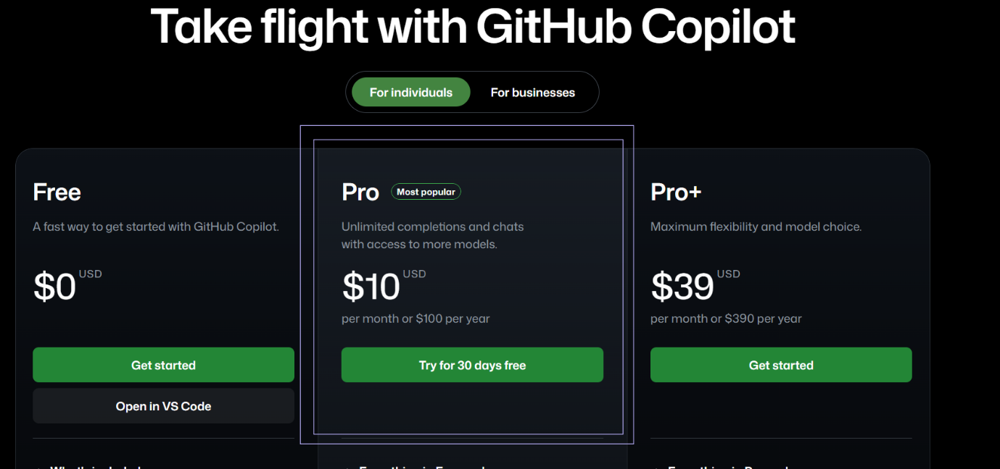 Take flight with GitHub Copilot
For individuals
For businesses
Free
A fast way to get started with GitHub Copilot.
$0 USD
Get started
Open in VS Code
Pro
Most popular
Unlimited completions and chats
with access to more models.
$10 USD
per month or $100 per year
Try for 30 days free
Pro+
Maximum flexibility and model choice.
$39 USD
per month or $390 per year
Get started